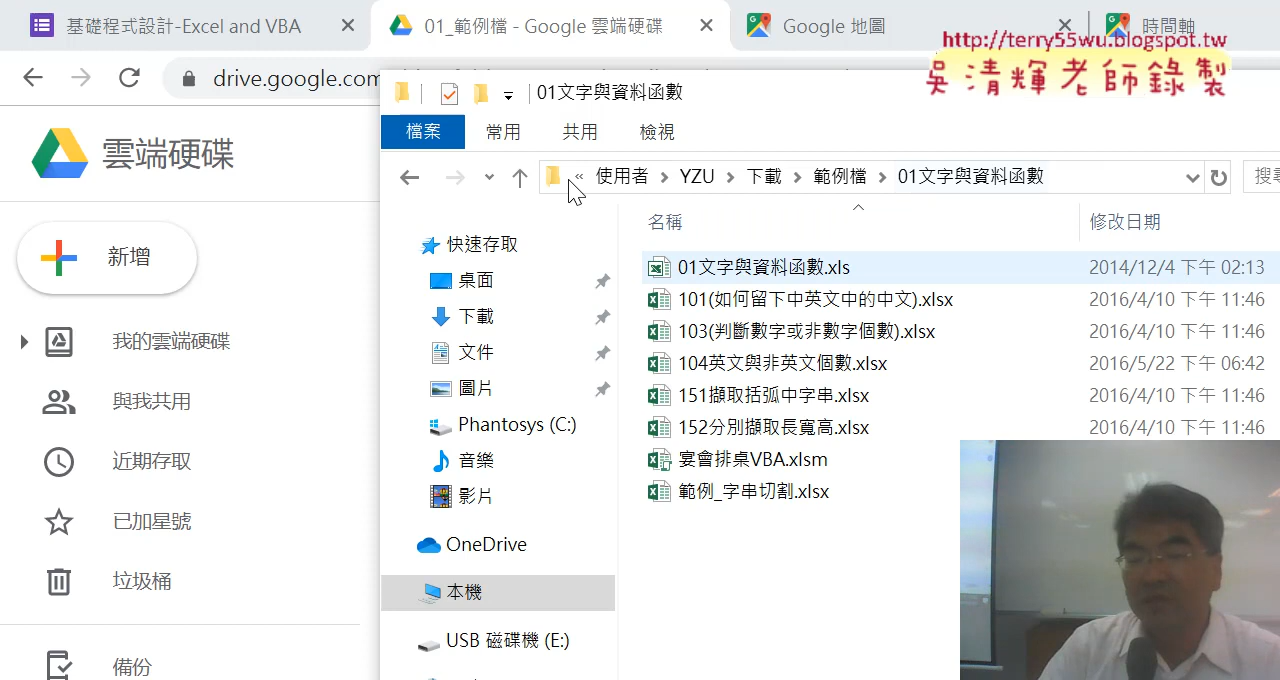 基礎程式設計-Excel and VBA
01_範例檔 - Google 雲端硬碟
Google 地圖
時間軸
http://terry55wu.blogspot.tw
吳清輝老師錄製
drive.google.com
雲端硬碟
新增
我的雲端硬碟
與我共用
近期存取
已加星號
垃圾桶
備份
01文字與資料函數
檔案 常用 共用 檢視
« 使用者 > YZU > 下載 > 範例檔 > 01文字與資料函數
搜尋
快速存取
桌面
下載
文件
圖片
Phantosys (C:)
音樂
影片
OneDrive
本機
USB 磁碟機 (E:)
名稱 修改日期
01文字與資料函數.xls 2014/12/4 下午 02:13
101(如何留下中英文中的中文).xlsx 2016/4/10 下午 11:46
103(判斷數字或非數字個數).xlsx 2016/4/10 下午 11:46
104英文與非英文個數.xlsx 2016/5/22 下午 06:42
151擷取括弧中字串.xlsx 2016/4/10 下午 11:46
152分別擷取長寬高.xlsx 2016/4/10 下午 11:46
宴會排桌VBA.xlsm
範例_字串切割.xlsx